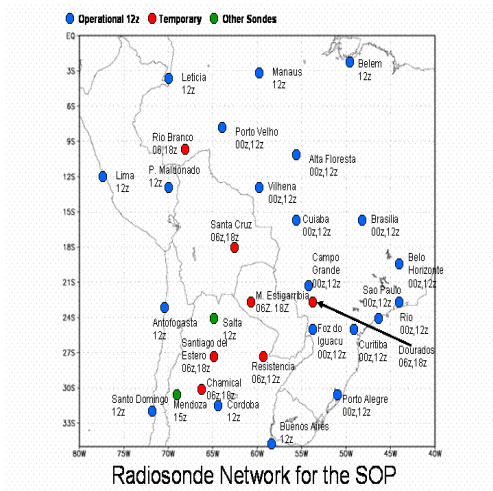 Operational 12z Temporary Other Sondes
EQ
3S
6S
9S
12S
15S
18S
21S
24S
27S
30S
33S
Belem
12z
Manaus
12z
Leticia
12z
Porto Velho
00z,12z
Rio Branco
06,18z
Alta Floresta
00z,12z
Lima
12z
P. Maldonado
12z
Vilhena
00z,12z
Santa Cruz
06z,18z
Cuiaba
00z,12z
Brasilia
00z,12z
Campo
Grande
00z,12z
Belo
Horizonte
00z,12z
Sao Paulo
00z,12z
M. Estigarribia
06Z. 18Z
Antofogasta
12z
Salta
12z
Foz do
Iguacu
00z,12z
Rio
00z,12z
Curitiba
00z,12z
Dourados
06z,18z
Santiago del
Estero
06z,18z
Resistencia
06z,12z
Chamical
06z,18z
Santo Domingo
12z
Mendoza
15z
Cordoba
12z
Porto Alegre
00z,12z
Buenos Aires
12z
80W 75W 70W 65W 60W 55W 50W 45W 40W
Radiosonde Network for the SOP